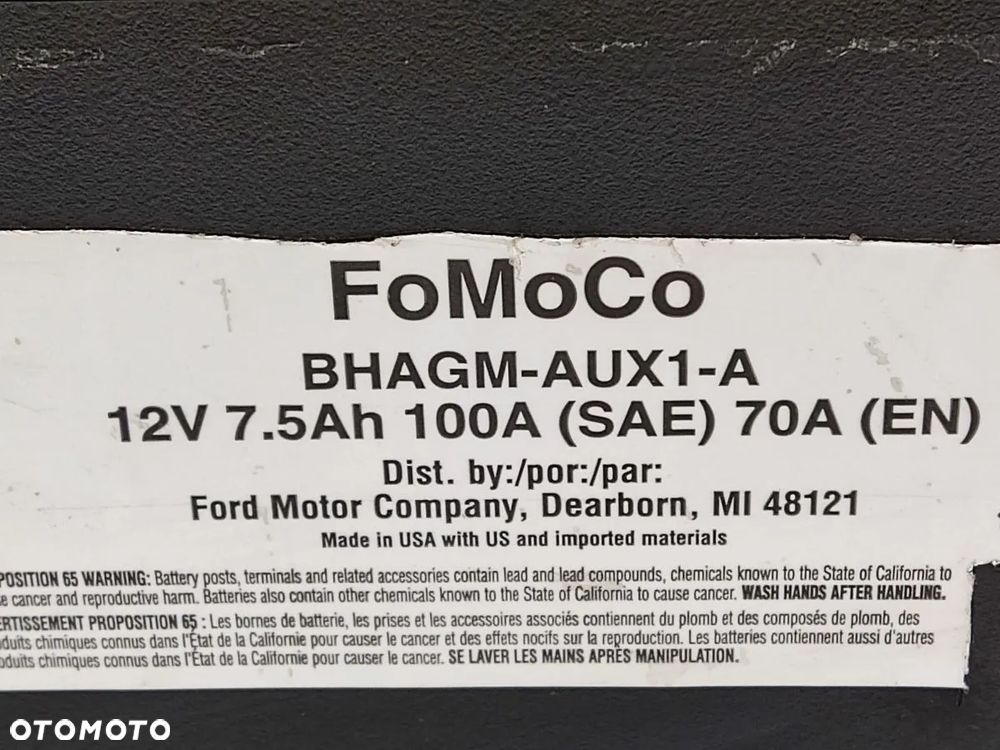 FoMoCo
BHAGM-AUX1-A
12V 7.5Ah 100A (SAE) 70A (EN)
Dist. by:/por:/par:
Ford Motor Company, Dearborn, MI 48121
Made in USA with US and imported materials
POSITION 65 WARNING: Battery posts, terminals and related accessories contain lead and lead compounds, chemicals known to the State of California to
e cancer and reproductive harm. Batteries also contain other chemicals known to the State of California to cause cancer. WASH HANDS AFTER HANDLING.
ERTISSEMENT PROPOSITION 65 : Les bornes de batterie, les prises et les accessoires associés contiennent du plomb et des composés de plomb, des
oduits chimiques connus dans l'État de la Californie pour causer le cancer et des effets nocifs sur la reproduction. Les batteries contiennent aussi d'autres
oduits chimiques connus dans l'État de la Californie pour causer le cancer. SE LAVER LES MAINS APRÈS MANIPULATION.
OTOMOTO